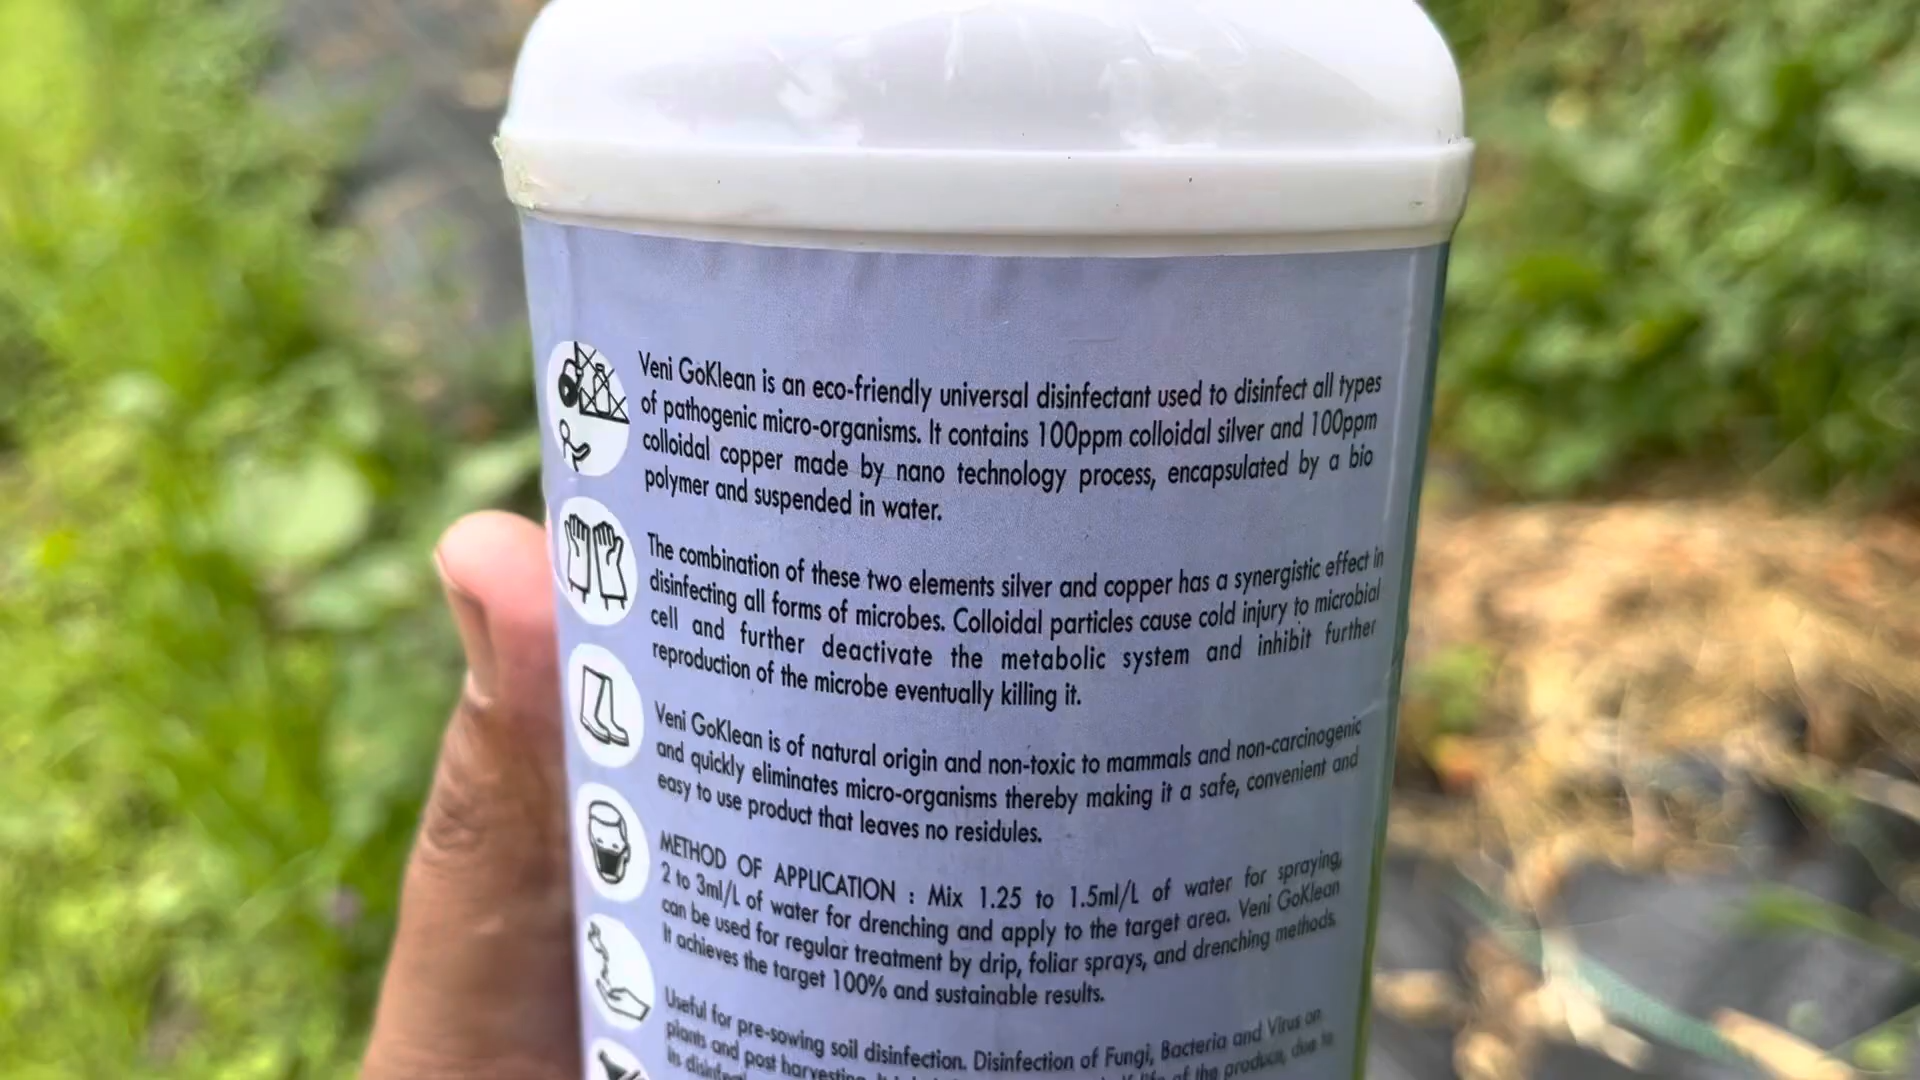 Veni GoKlean is an eco-friendly universal disinfectant used to disinfect all types
of pathogenic micro-organisms. It contains 100ppm colloidal silver and 100ppm
colloidal copper made by nano technology process, encapsulated by a bio
polymer and suspended in water.
The combination of these two elements silver and copper has a synergistic effect in
disinfecting all forms of microbes. Colloidal particles cause cold injury to microbial
cell and further deactivate the metabolic system and inhibit further
reproduction of the microbe eventually killing it.
Veni GoKlean is of natural origin and non-toxic to mammals and non-carcinogenic
and quickly eliminates micro-organisms thereby making it a safe, convenient and
easy to use product that leaves no residules.
METHOD OF APPLICATION : Mix 1.25 to 1.5ml/L of water for spraying,
2 to 3ml/L of water for drenching and apply to the target area. Veni GoKlean
can be used for regular treatment by drip, foliar sprays, and drenching methods.
It achieves the target 100% and sustainable results.
Useful for pre-sowing soil disinfection. Disinfection of Fungi, Bacteria and Virus on
plants and post harvesting. life of the produce, due to
its